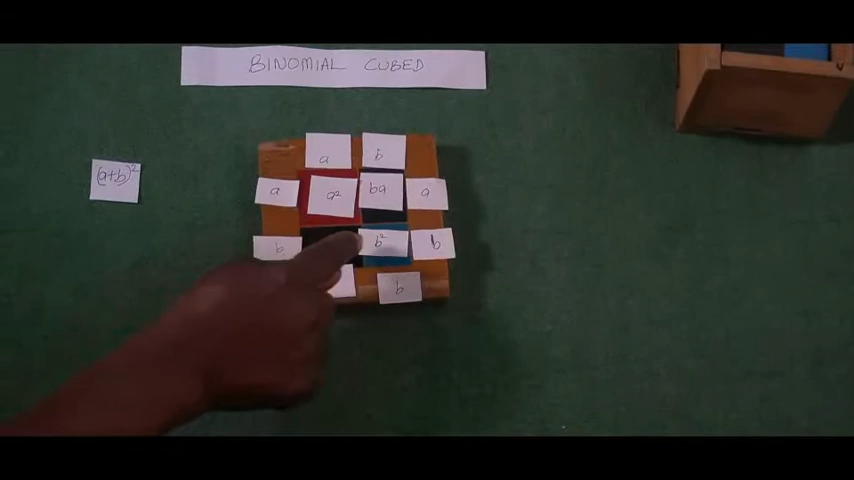 BINOMIAL CUBED
(a+b)²
a b
a a² ba a
b b² b
b